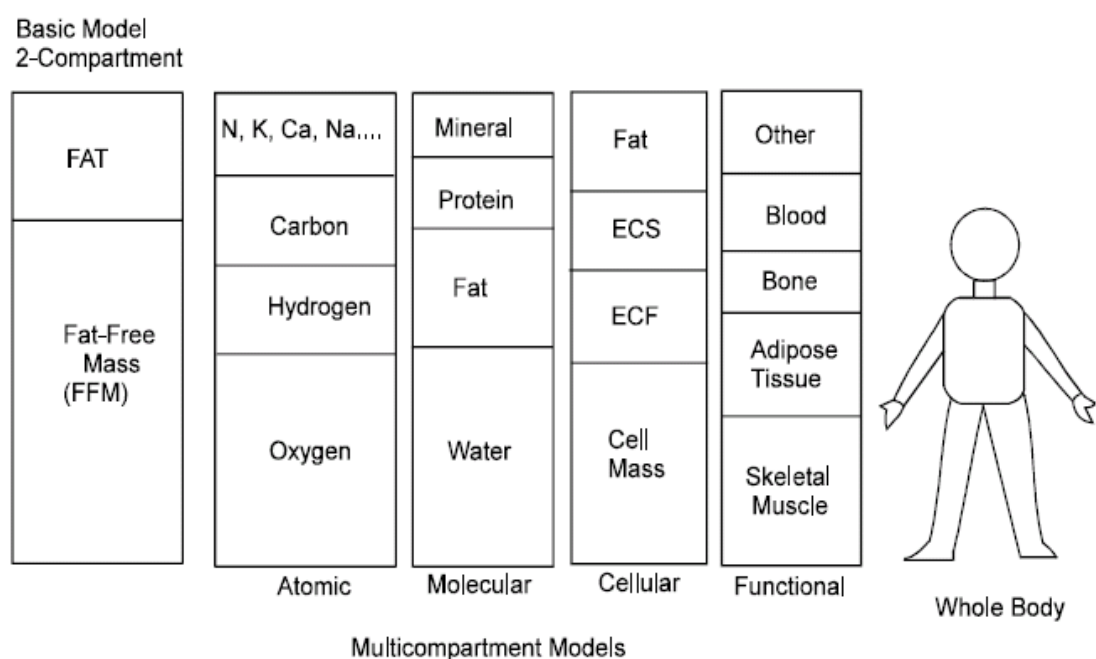 Basic Model
2-Compartment
FAT
Fat-Free
Mass
(FFM)
N, K, Ca, Na,...
Carbon
Hydrogen
Oxygen
Atomic
Mineral
Protein
Fat
Water
Molecular
Fat
ECS
ECF
Cell
Mass
Cellular
Other
Blood
Bone
Adipose
Tissue
Skeletal
Muscle
Functional
Whole Body
Multicompartment Models